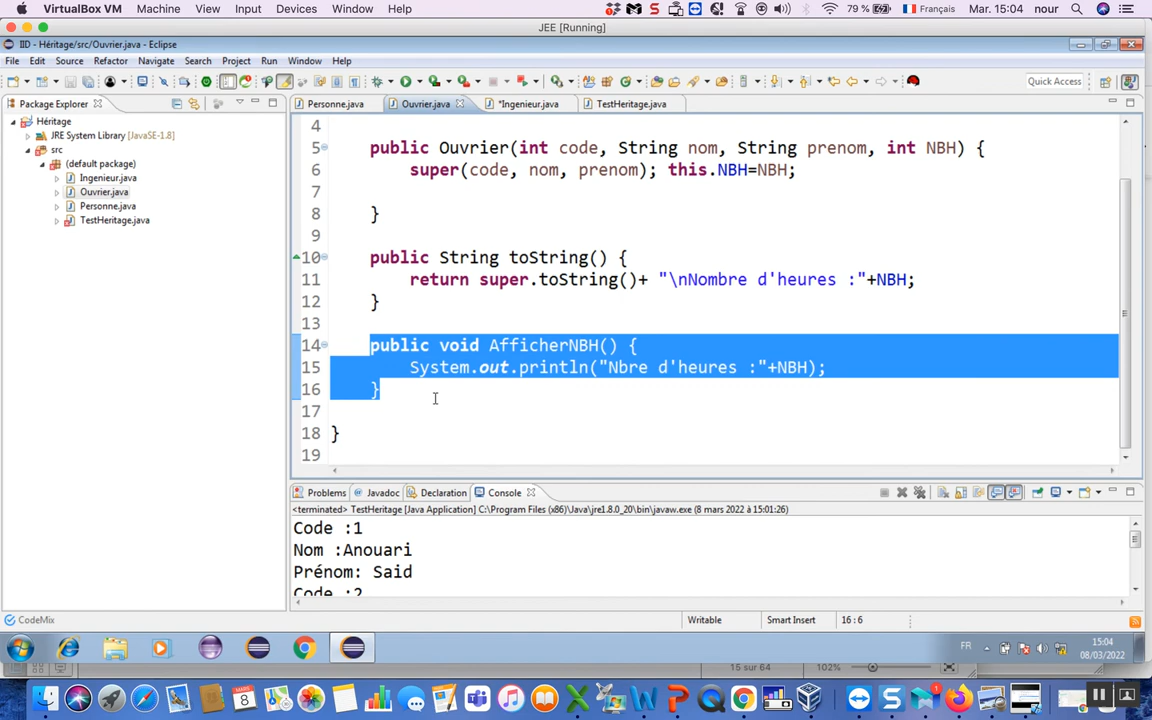 VirtualBox VM Machine View Input Devices Window Help 79 % Français Mar. 15:04 nour
JEE [Running]
IID - Héritage/src/Ouvrier.java - Eclipse
File Edit Source Refactor Navigate Search Project Run Window Help
Quick Access
Package Explorer
Personne.java Ouvrier.java *Ingenieur.java TestHeritage.java
Héritage
JRE System Library [JavaSE-1.8]
src
(default package)
Ingenieur.java
Ouvrier.java
Personne.java
TestHeritage.java
4
5 public Ouvrier(int code, String nom, String prenom, int NBH) {
6 super(code, nom, prenom); this.NBH=NBH;
7
8 }
9
10 public String toString() {
11 return super.toString()+ "\nNombre d'heures :"+NBH;
12 }
13
14 public void AfficherNBH() {
15 System.out.println("Nbre d'heures :"+NBH);
16 }
17
18 }
19
Problems Javadoc Declaration Console
<terminated> TestHeritage [Java Application] C:\Program Files\Java\jre1.8.0_20\bin\javaw.exe (8 mars 2022 à 15:01:26)
Code :1
Nom :Anouari
Prénom: Said
Code :2
CodeMix Writable Smart Insert 16 : 6
FR 15:04
08/03/2022
15 sur 64 102%